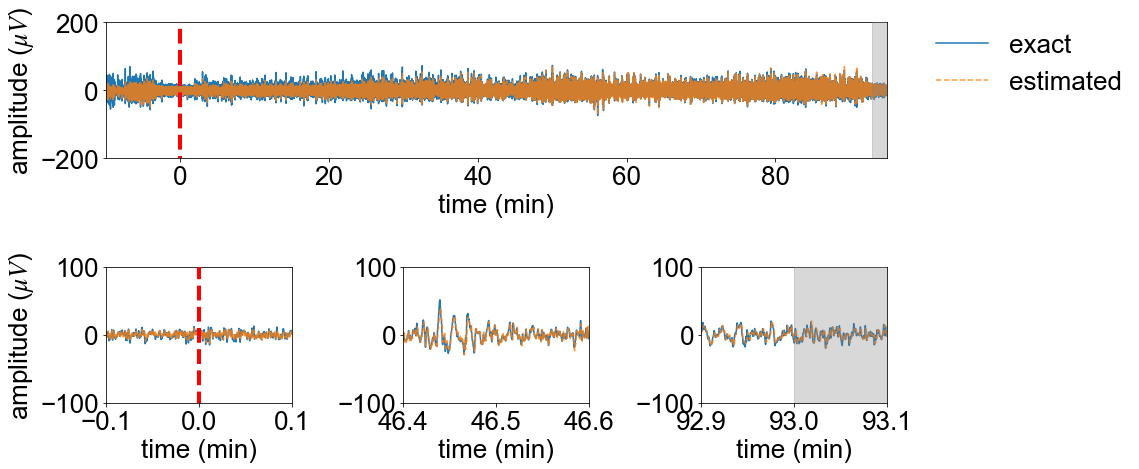 amplitude (μV)
200
0
−200
0 20 40 60 80
time (min)
exact
estimated
amplitude (μV)
100
0
−100
−0.1 0.0 0.1
time (min)
100
0
−100
46.4 46.5 46.6
time (min)
100
0
−100
92.9 93.0 93.1
time (min)